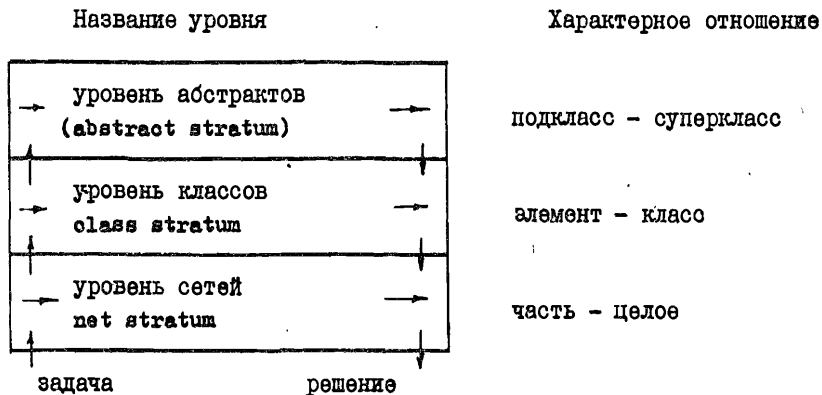 Название уровня Характерное отношение
уровень абстрактов
(abstract stratum)
подкласс - суперкласс
уровень классов
class stratum
элемент - класс
уровень сетей
net stratum
часть - целое
задача решение